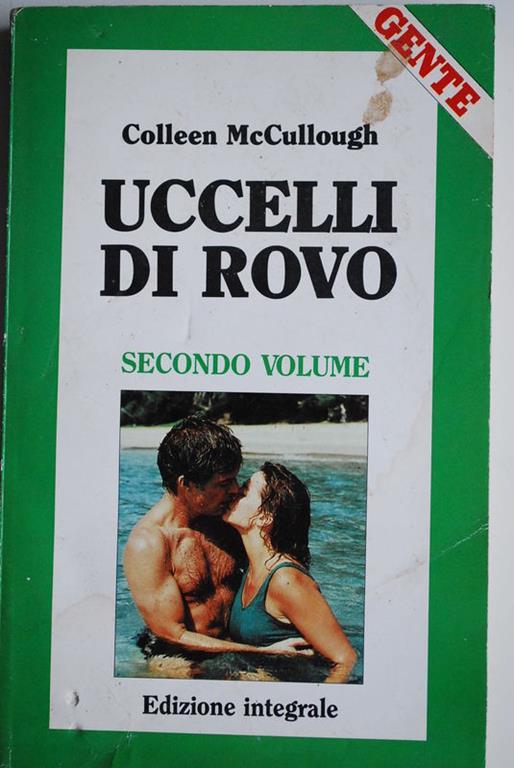 GENTE
Colleen McCullough
UCCELLI
DI ROVO
SECONDO VOLUME
Edizione integrale